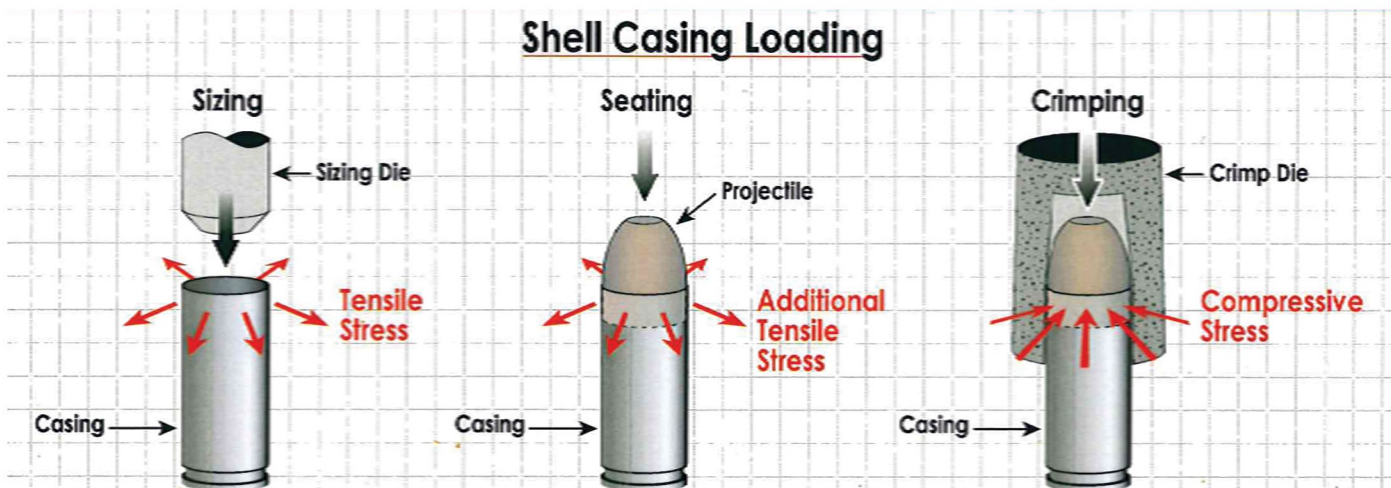 Shell Casing Loading
Sizing
Sizing Die
Tensile
Stress
Casing
Seating
Projectile
Additional
Tensile
Stress
Casing
Crimping
Crimp Die
Compressive
Stress
Casing